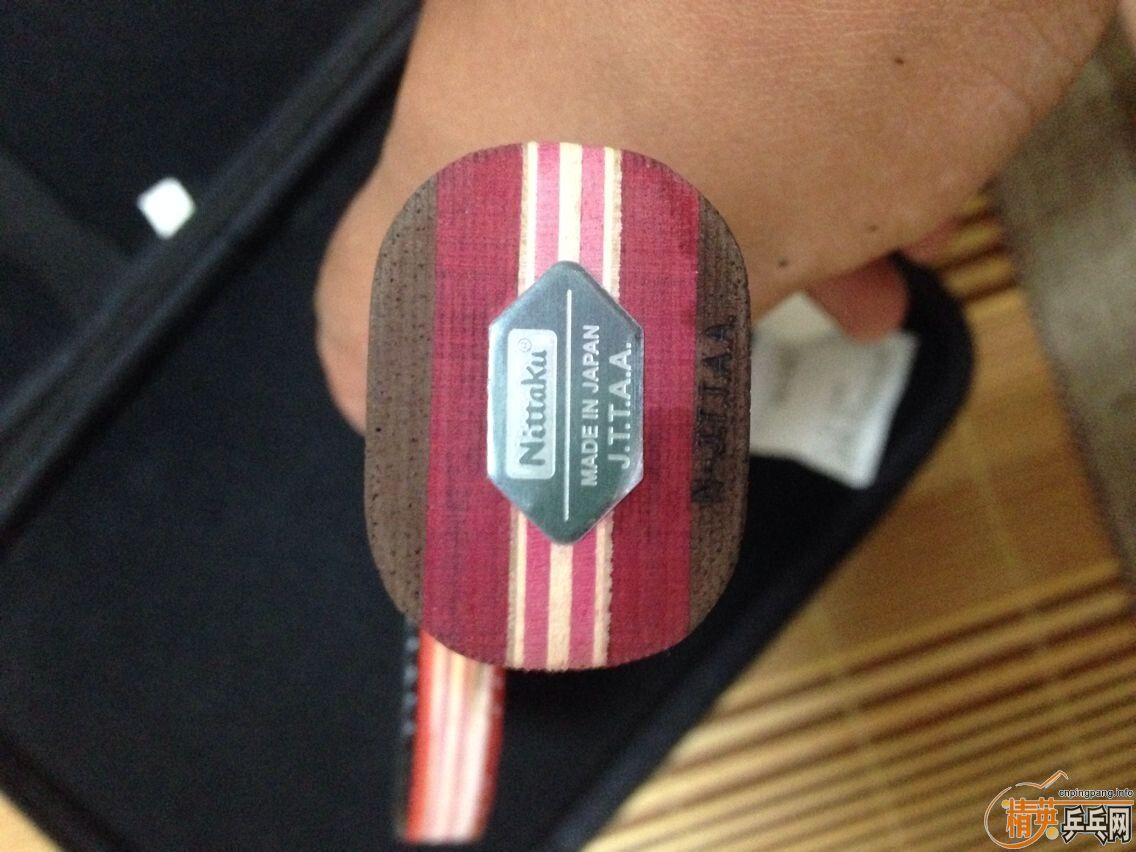 Nittaku®
MADE IN JAPAN
J.T.T.A.A.
N-J.T.T.A.A.
cnpingpang.info
精英乒乓网